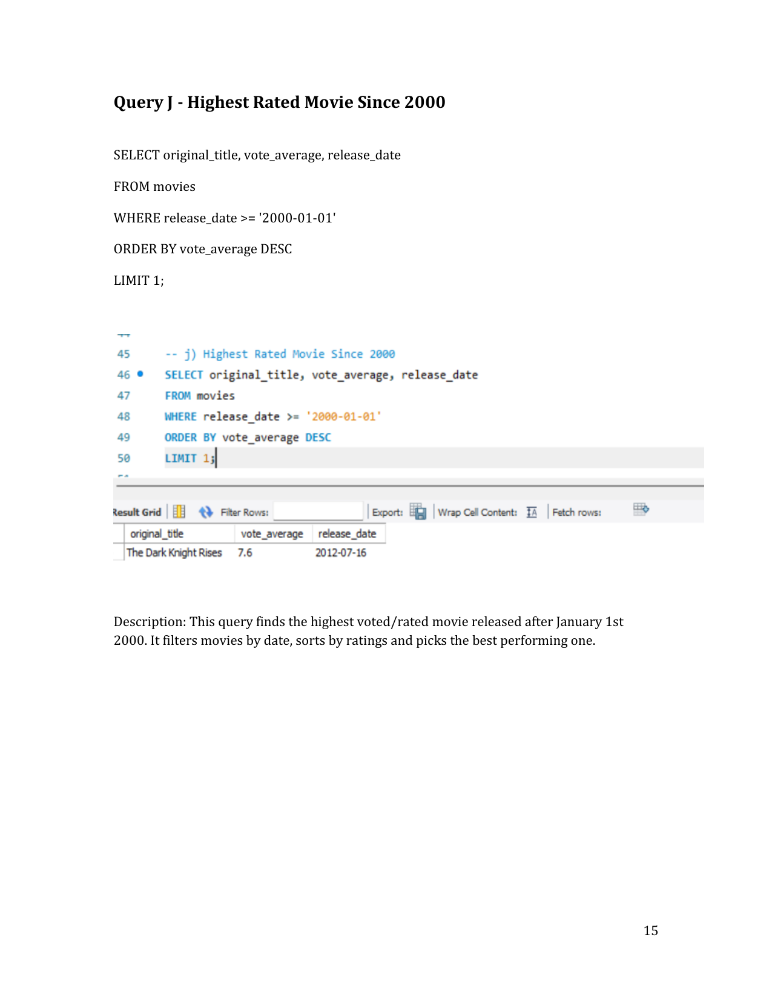 Query J - Highest Rated Movie Since 2000
SELECT original_title, vote_average, release_date
FROM movies
WHERE release_date >= '2000-01-01'
ORDER BY vote_average DESC
LIMIT 1;
45 -- j) Highest Rated Movie Since 2000
46 SELECT original_title, vote_average, release_date
47 FROM movies
48 WHERE release_date >= '2000-01-01'
49 ORDER BY vote_average DESC
50 LIMIT 1;
Result Grid Filter Rows: Export: Wrap Cell Content: IA Fetch rows:
original_title vote_average release_date
The Dark Knight Rises 7.6 2012-07-16
Description: This query finds the highest voted/rated movie released after January 1st
2000. It filters movies by date, sorts by ratings and picks the best performing one.
15